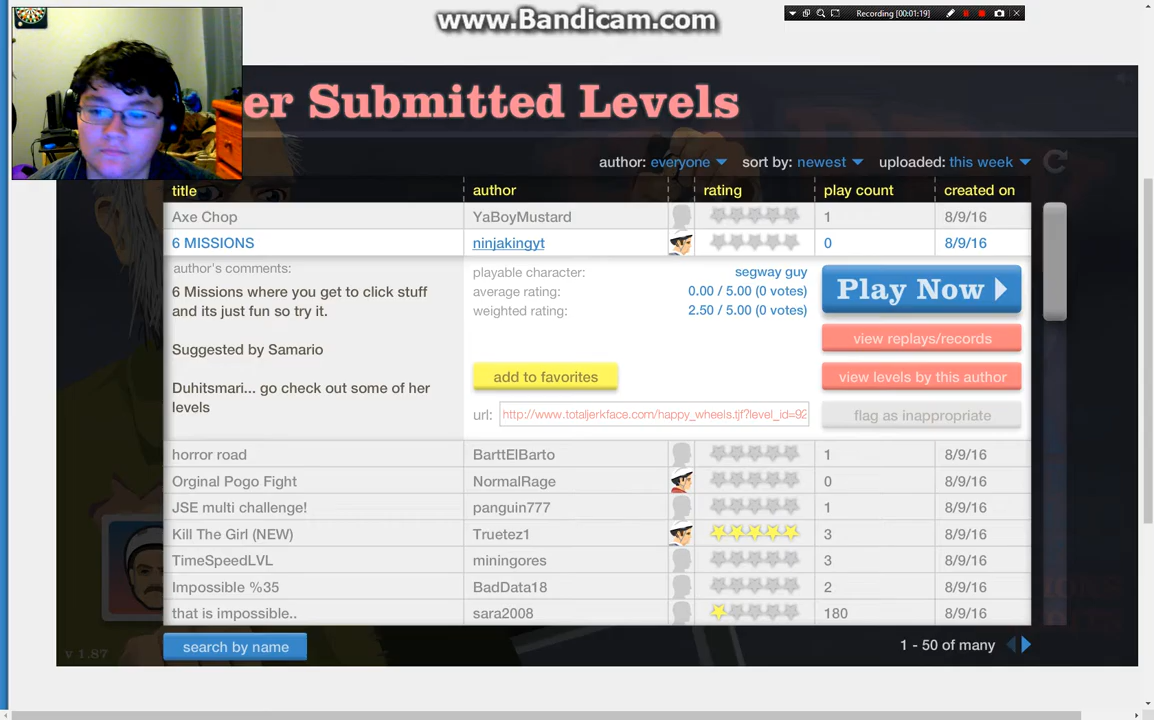 www.Bandicam.com
Recording [00:01:19]
er Submitted Levels
author: everyone sort by: newest uploaded: this week
title author rating play count created on
Axe Chop YaBoyMustard 1 8/9/16
6 MISSIONS ninjakingyt 0 8/9/16
author's comments:
6 Missions where you get to click stuff
and its just fun so try it.
Suggested by Samario
Duhitsmari... go check out some of her
levels
playable character: segway guy
average rating: 0.00 / 5.00 (0 votes)
weighted rating: 2.50 / 5.00 (0 votes)
add to favorites
url: http://www.totaljerkface.com/happy_wheels.tjf?level_id=92
Play Now
view replays/records
view levels by this author
flag as inappropriate
horror road BarttElBarto 1 8/9/16
Orginal Pogo Fight NormalRage 0 8/9/16
JSE multi challenge! panguin777 1 8/9/16
Kill The Girl (NEW) Truetez1 3 8/9/16
TimeSpeedLVL miningores 3 8/9/16
Impossible %35 BadData18 2 8/9/16
that is impossible.. sara2008 180 8/9/16
search by name 1 - 50 of many
v 1.87